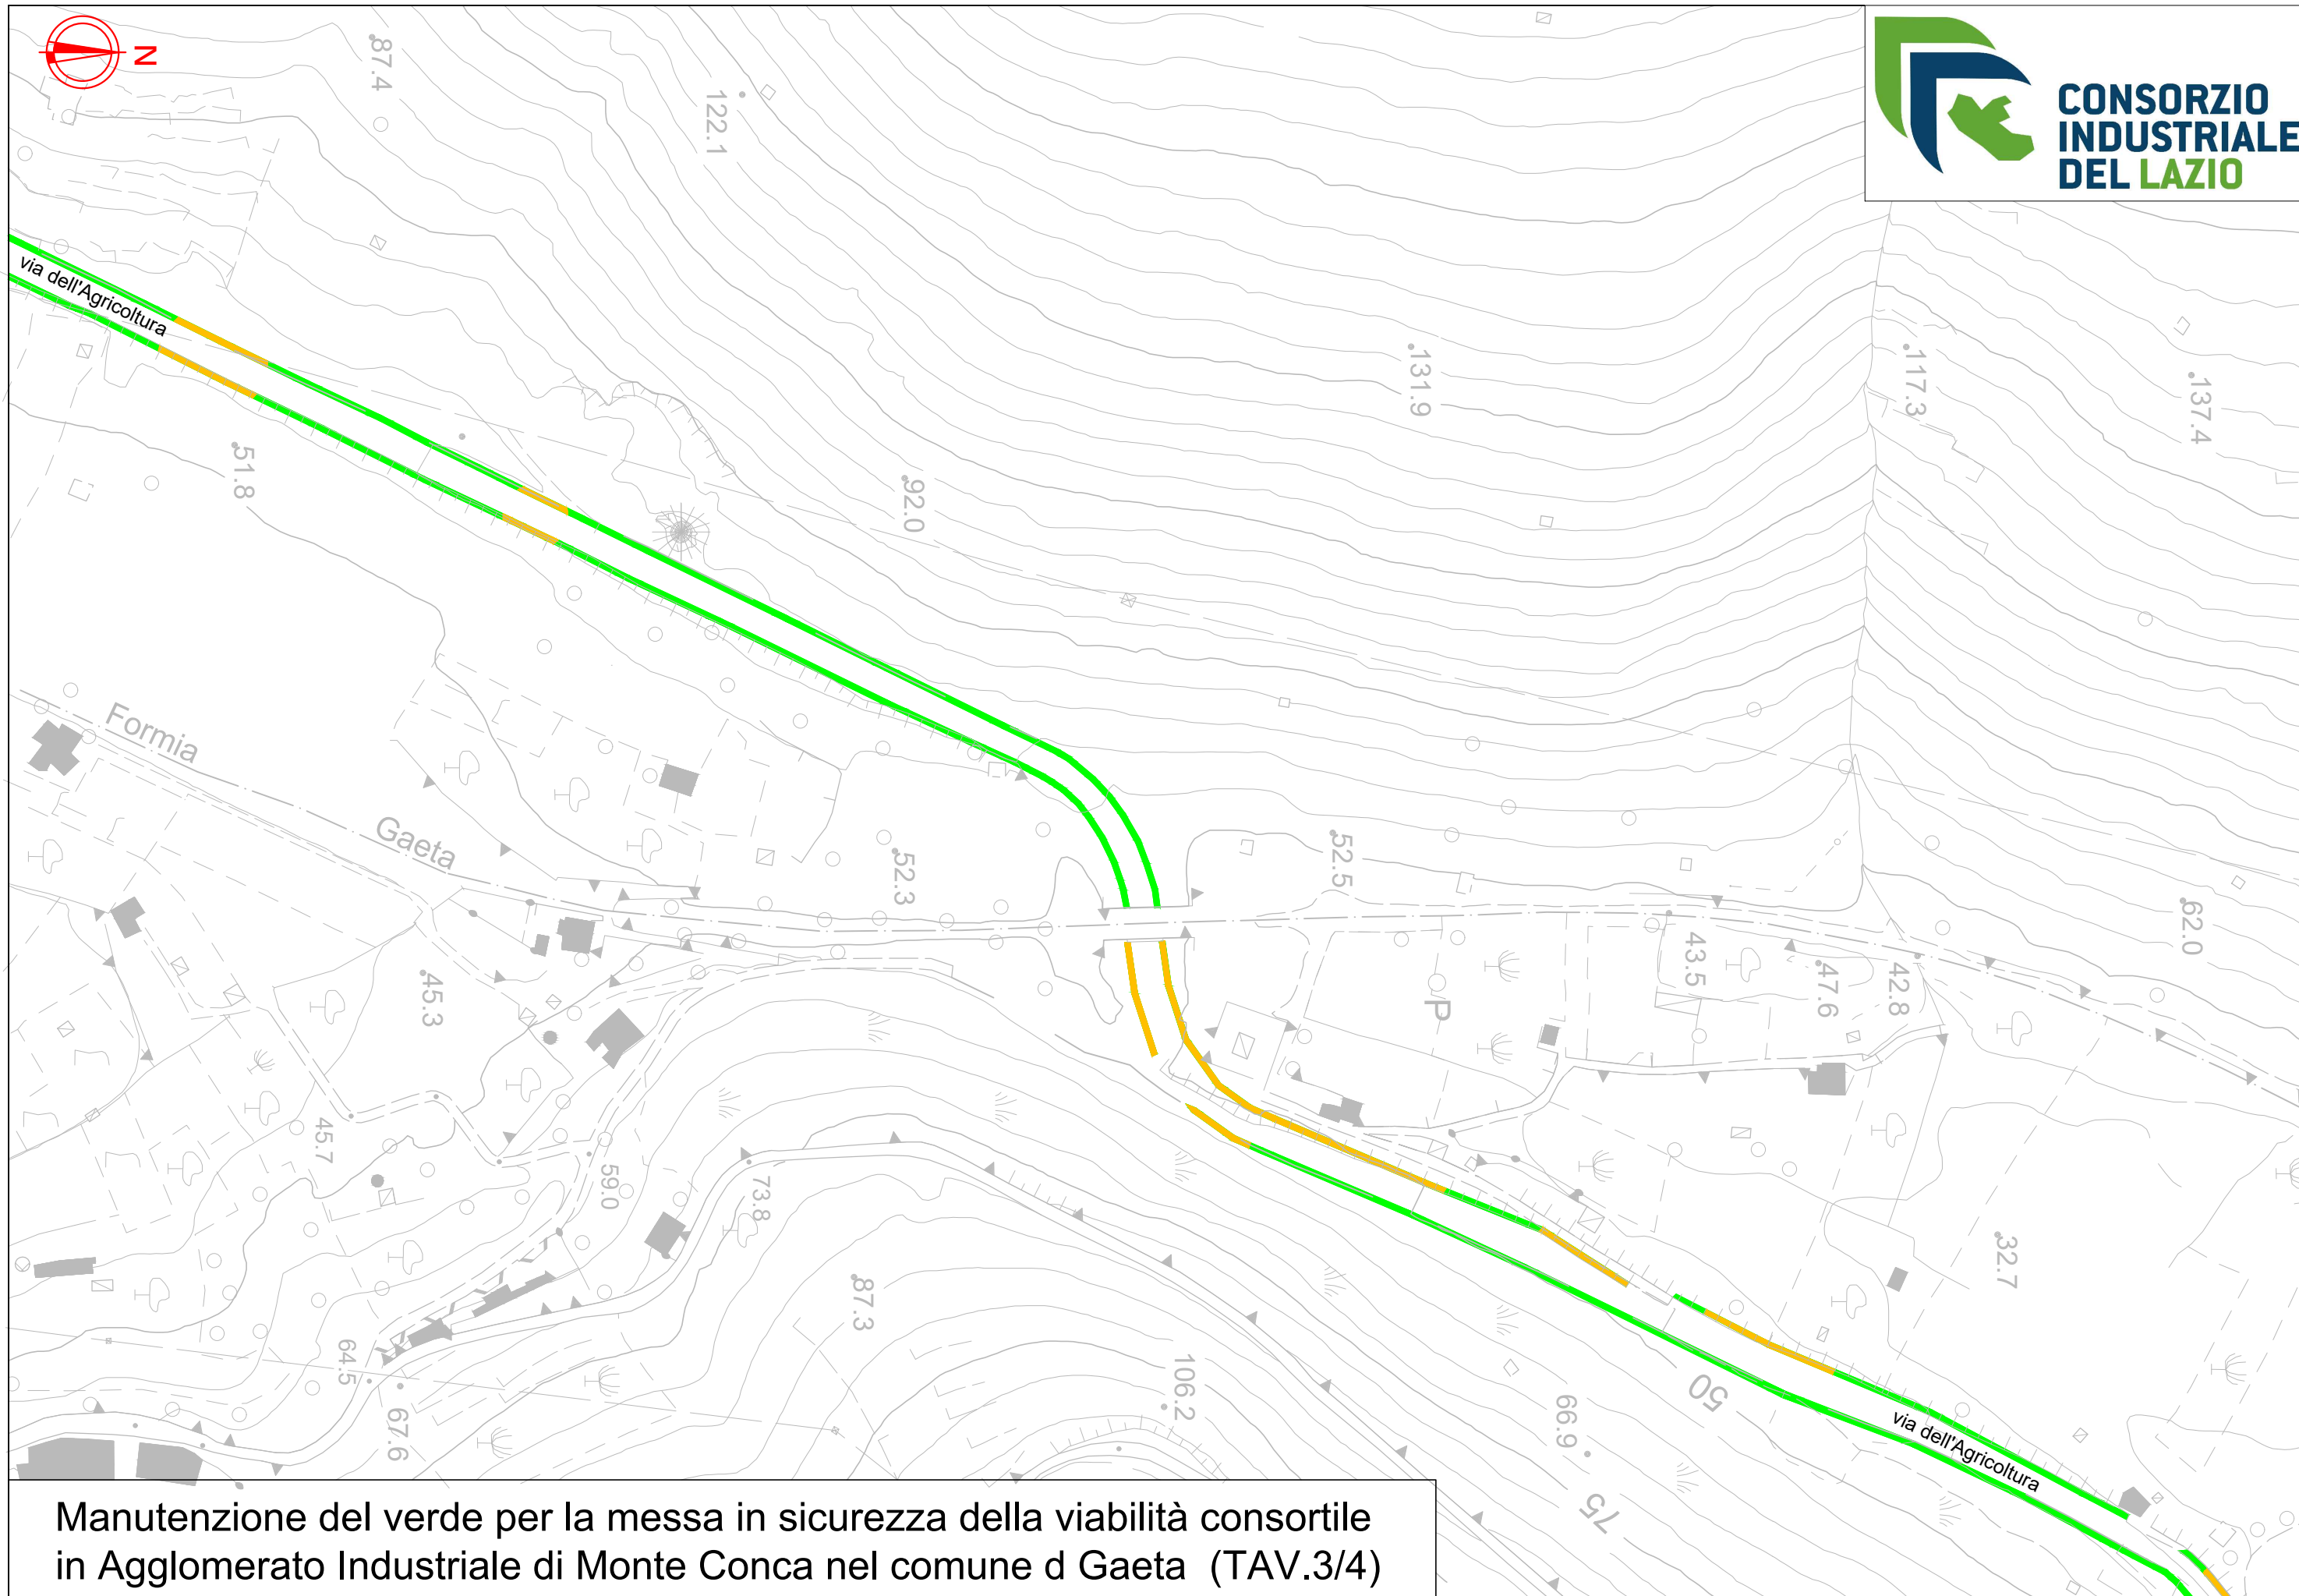 N
87.4
122.1
CONSORZIO
INDUSTRIALE
DEL LAZIO
via dell'Agricoltura
131.9
117.3
137.4
51.8
92.0
Formia
Gaeta
52.3
52.5
62.0
45.3
43.5
47.6
42.8
P
45.7
59.0
73.8
32.7
87.3
64.5
67.6
106.2
50
66.9
via dell'Agricoltura
75
Manutenzione del verde per la messa in sicurezza della viabilità consortile
in Agglomerato Industriale di Monte Conca nel comune d Gaeta (TAV.3/4)